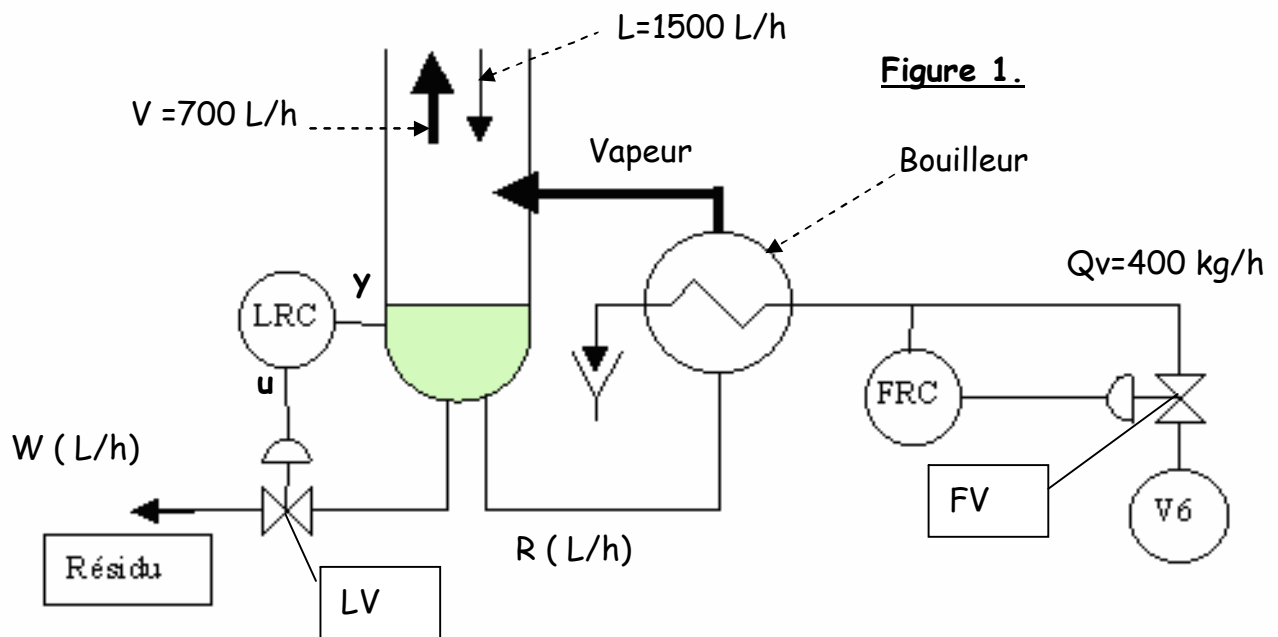 L=1500 L/h
Figure 1.
V =700 L/h
Vapeur
Bouilleur
Qv=400 kg/h
y
LRC
u
FRC
W ( L/h)
FV
V6
R ( L/h)
Résidu
LV